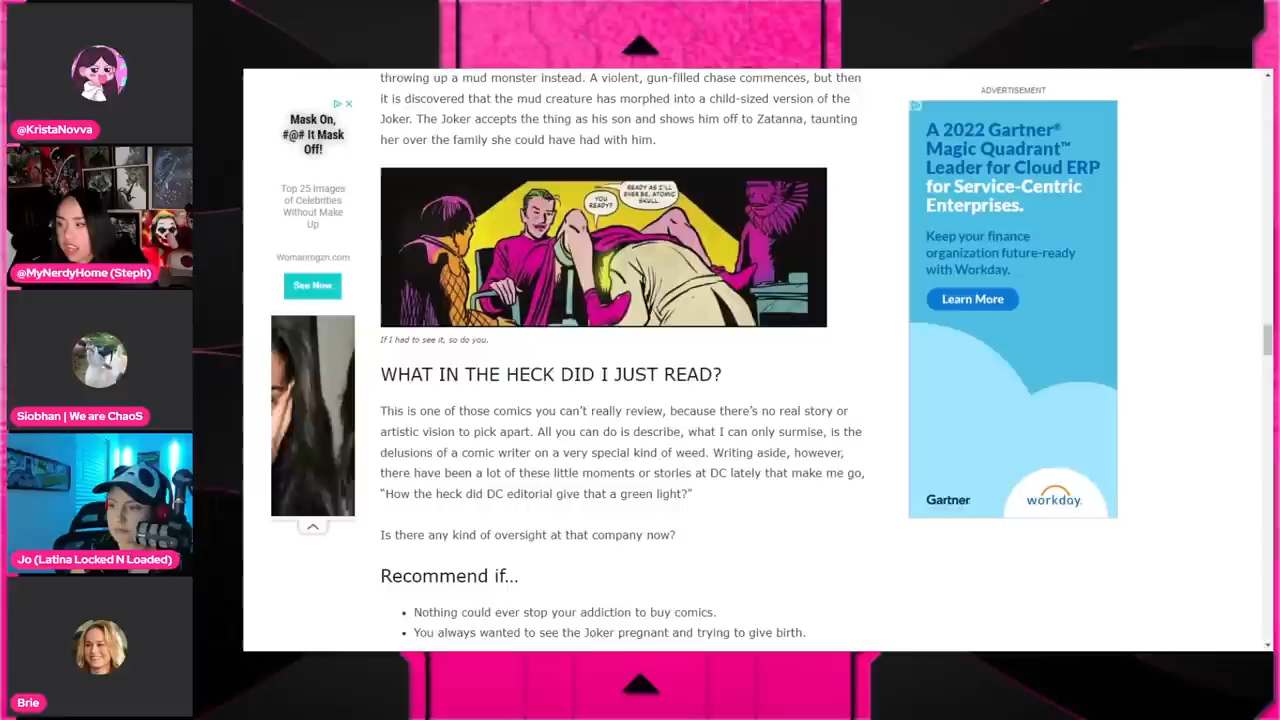 @KristaNovva
@MyNerdyHome (Steph)
Siobhan | We are ChaoS
Jo (Latina Locked N Loaded)
Brie
Mask On,
#@# It Mask
Off!
Top 25 Images
of Celebrities
Without Make
Up
Womanmgzn.com
See Now
throwing up a mud monster instead. A violent, gun-filled chase commences, but then
it is discovered that the mud creature has morphed into a child-sized version of the
Joker. The Joker accepts the thing as his son and shows him off to Zatanna, taunting
her over the family she could have had with him.
YOU
READY?
READY AS I'LL
EVER BE, ATOMIC
SKULL.
If I had to see it, so do you.
WHAT IN THE HECK DID I JUST READ?
This is one of those comics you can't really review, because there's no real story or
artistic vision to pick apart. All you can do is describe, what I can only surmise, is the
delusions of a comic writer on a very special kind of weed. Writing aside, however,
there have been a lot of these little moments or stories at DC lately that make me go,
"How the heck did DC editorial give that a green light?"
Is there any kind of oversight at that company now?
Recommend if...
• Nothing could ever stop your addiction to buy comics.
• You always wanted to see the Joker pregnant and trying to give birth.
ADVERTISEMENT
A 2022 Gartner®
Magic Quadrant™
Leader for Cloud ERP
for Service-Centric
Enterprises.
Keep your finance
organization future-ready
with Workday.
Learn More
Gartner
workday.